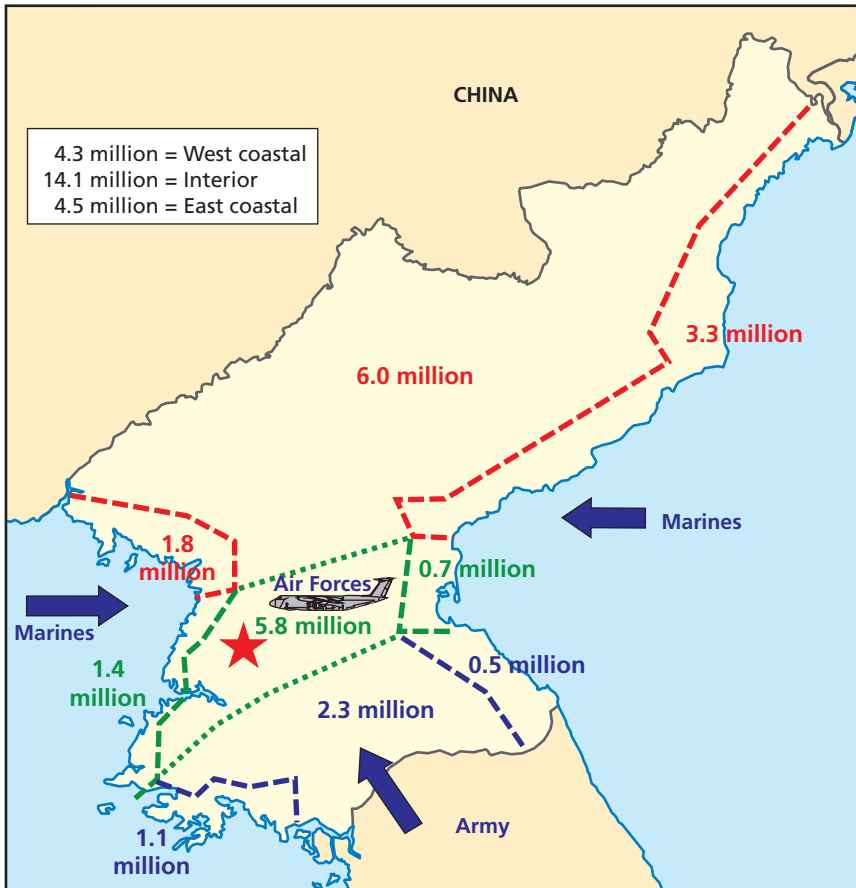 CHINA
4.3 million = West coastal
14.1 million = Interior
4.5 million = East coastal
3.3 million
6.0 million
Marines
1.8
million
0.7 million
Air Forces
5.8 million
Marines
1.4
million
0.5 million
2.3 million
Army
1.1
million